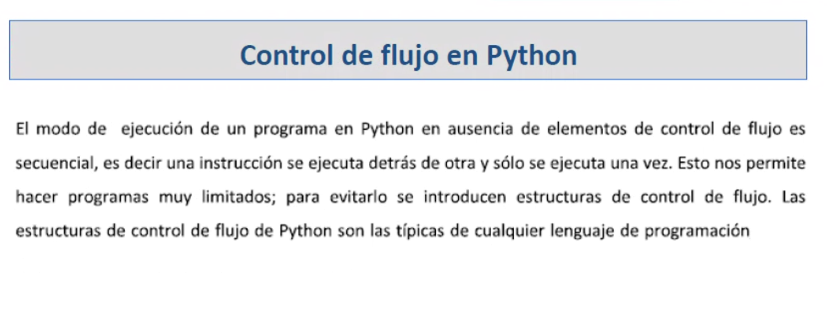 Control de flujo en Python
El modo de ejecución de un programa en Python en ausencia de elementos de control de flujo es
secuencial, es decir una instrucción se ejecuta detrás de otra y sólo se ejecuta una vez. Esto nos permite
hacer programas muy limitados; para evitarlo se introducen estructuras de control de flujo. Las
estructuras de control de flujo de Python son las típicas de cualquier lenguaje de programación